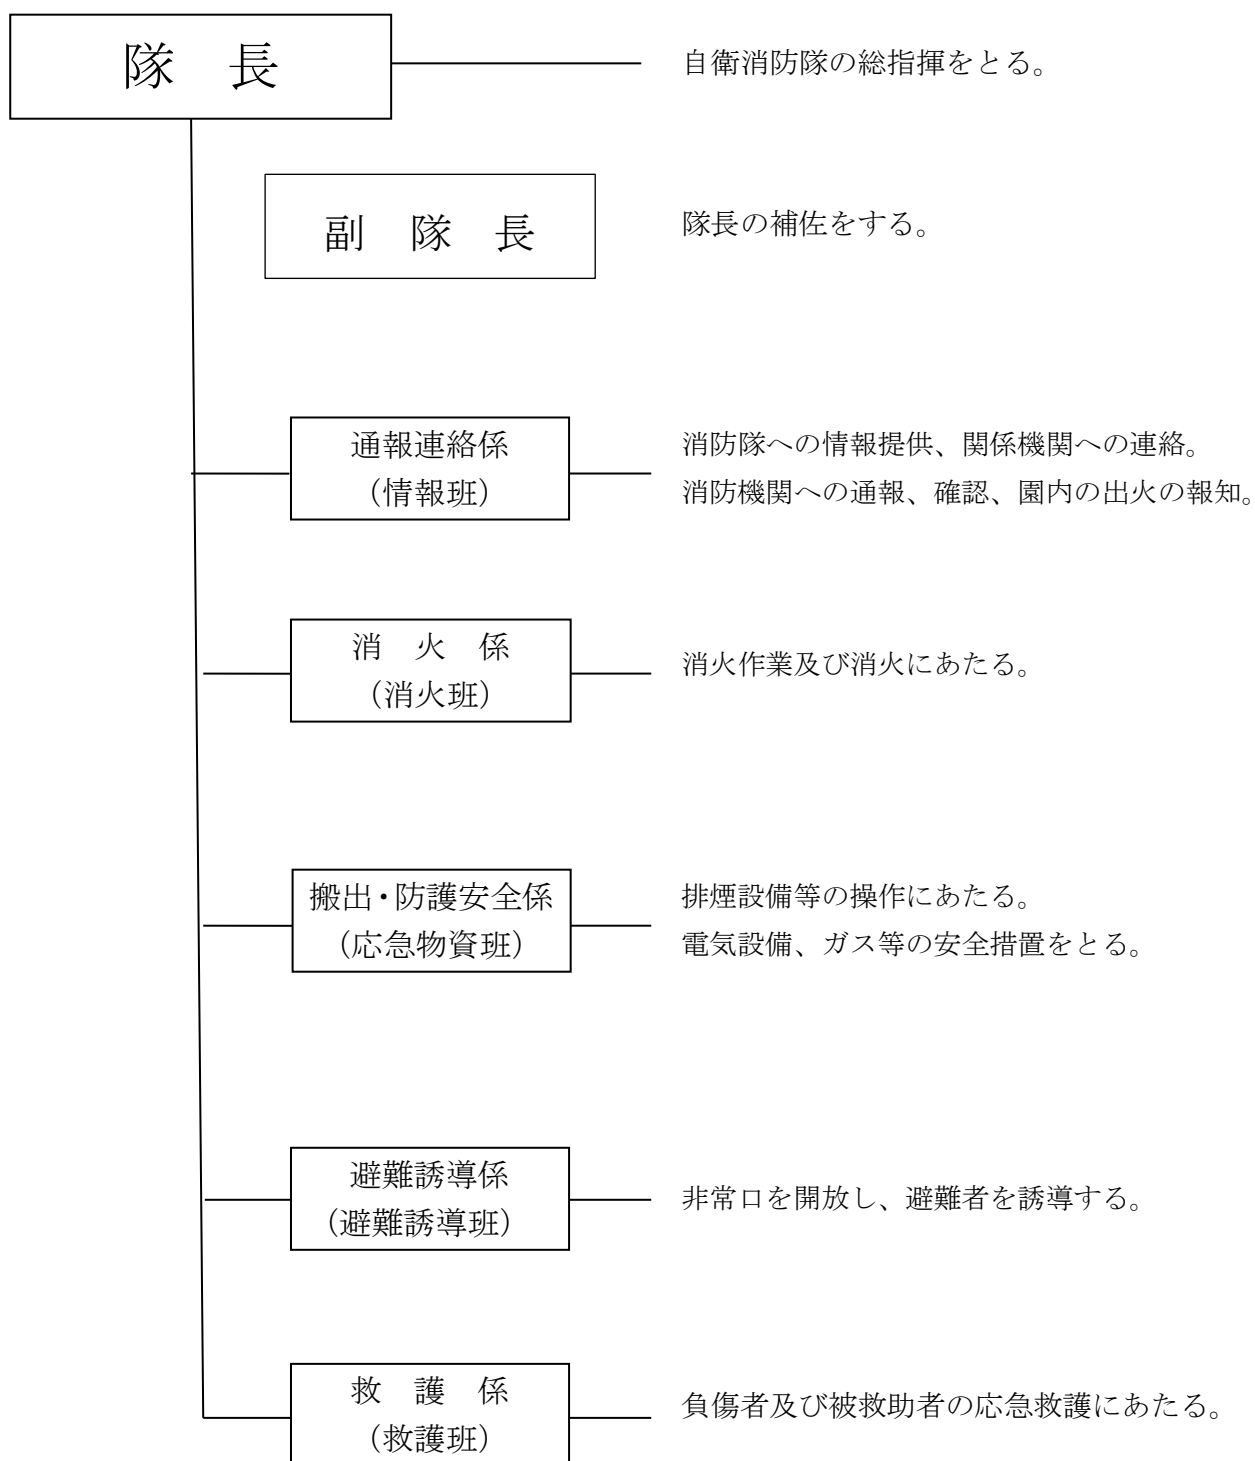 隊　長
自衛消防隊の総指揮をとる。
副　隊　長
隊長の補佐をする。
通報連絡係
（情報班）
消防隊への情報提供、関係機関への連絡。
消防機関への通報、確認、園内の出火の報知。
消　火　係
（消火班）
消火作業及び消火にあたる。
搬出・防護安全係
（応急物資班）
排煙設備等の操作にあたる。
電気設備、ガス等の安全措置をとる。
避難誘導係
（避難誘導班）
非常口を開放し、避難者を誘導する。
救　護　係
（救護班）
負傷者及び被救助者の応急救護にあたる。